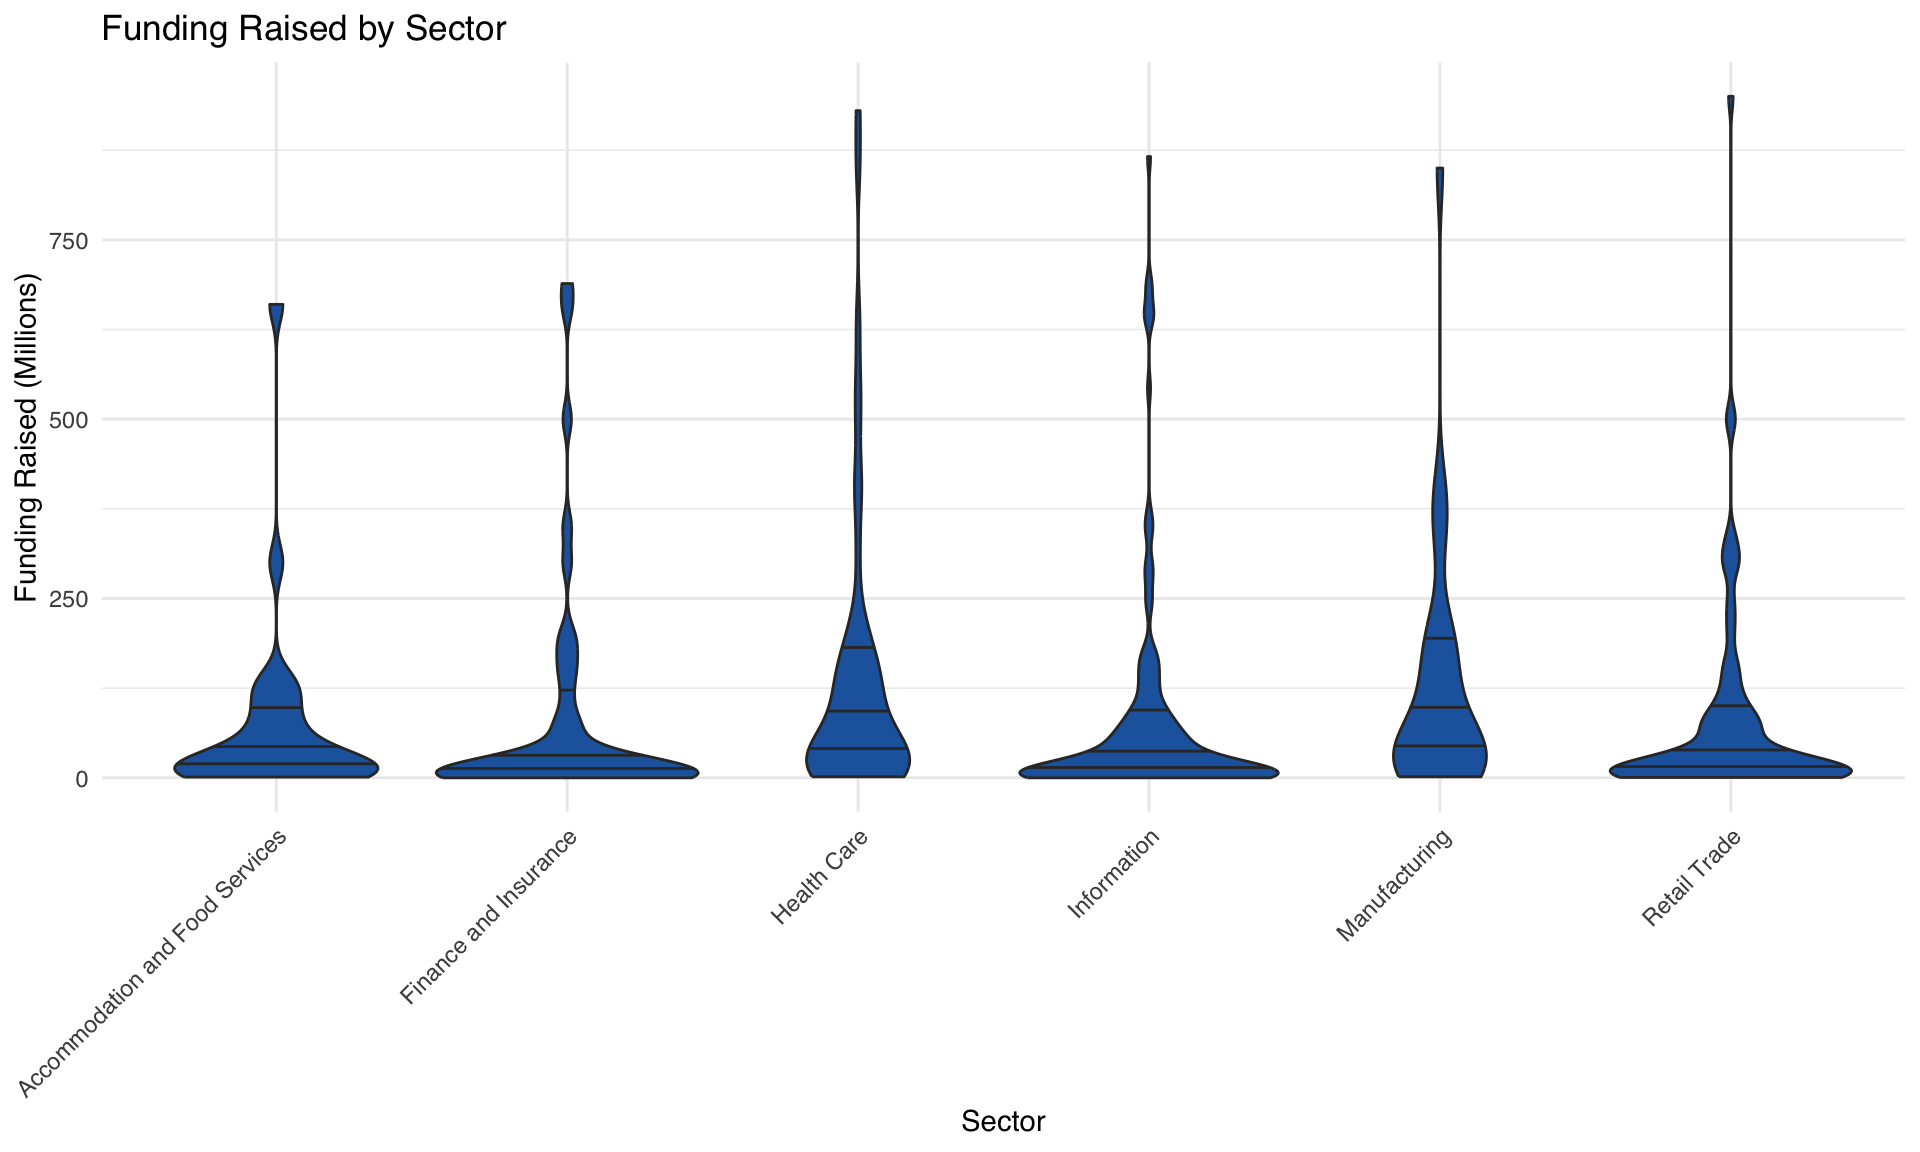 Funding Raised by Sector
Funding Raised (Millions)
750
500
250
0
Accommodation and Food Services
Finance and Insurance
Health Care
Information
Manufacturing
Retail Trade
Sector